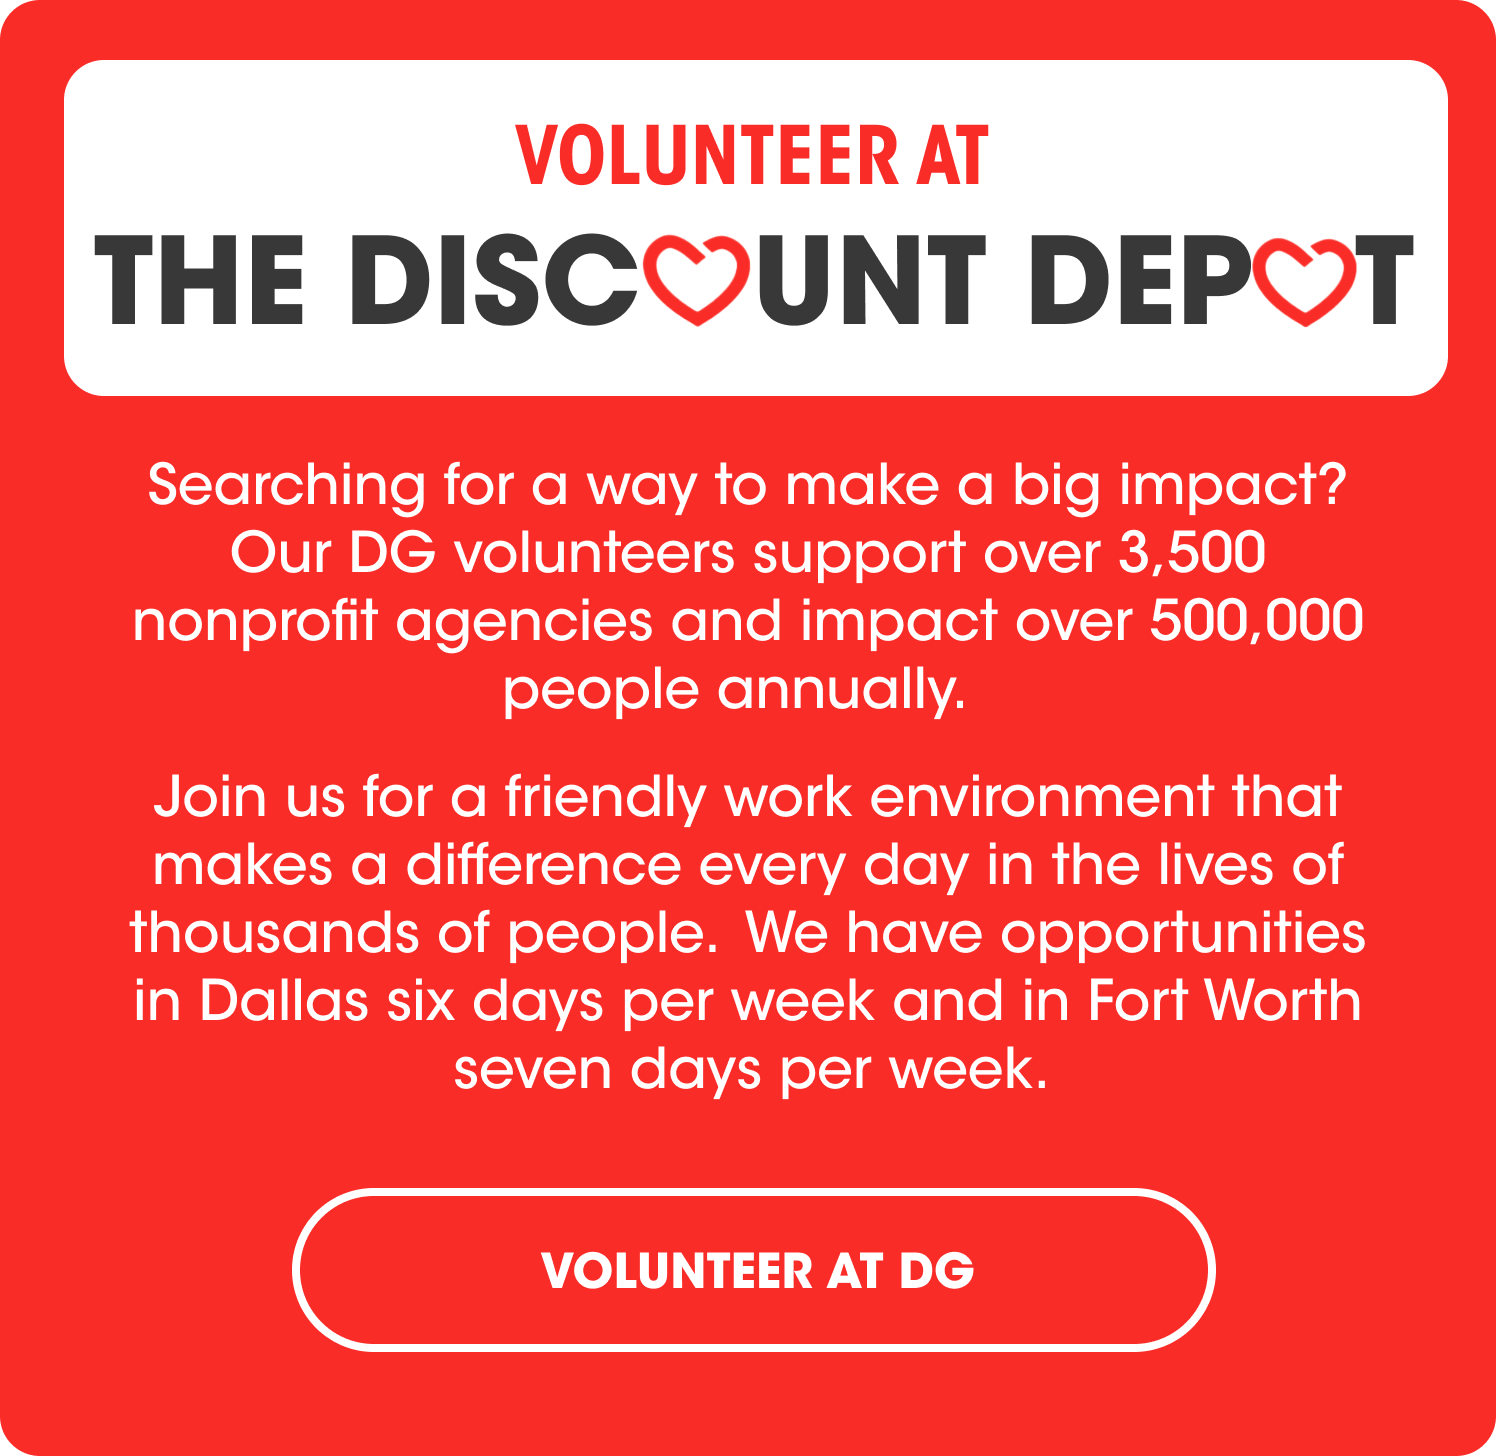 VOLUNTEER AT
THE DISCOUNT DEPOT
Searching for a way to make a big impact?
Our DG volunteers support over 3,500
nonprofit agencies and impact over 500,000
people annually.
Join us for a friendly work environment that
makes a difference every day in the lives of
thousands of people. We have opportunities
in Dallas six days per week and in Fort Worth
seven days per week.
VOLUNTEER AT DG